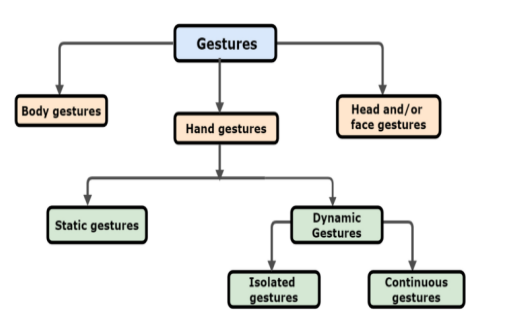 Gestures
Body gestures
Hand gestures
Head and/or
face gestures
Static gestures
Dynamic
Gestures
Isolated
gestures
Continuous
gestures